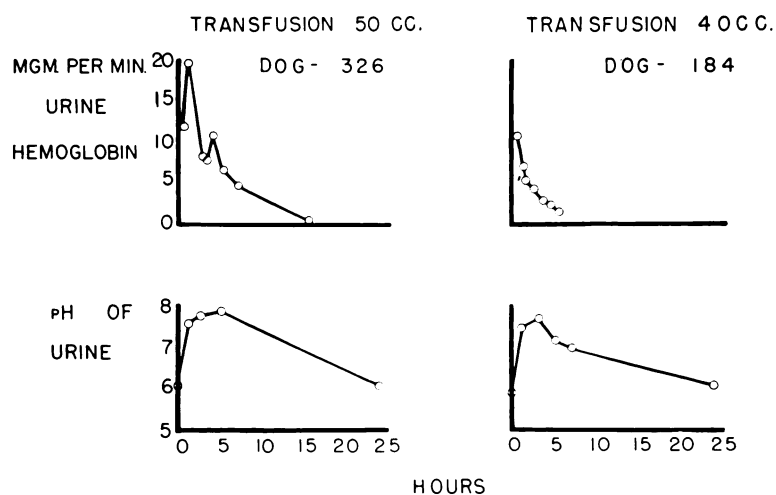 TRANSFUSION 50 CC.
TRANSFUSION 40CC.
MGM. PER MIN.
URINE
HEMOGLOBIN
DOG - 326
DOG - 184
20
15
10
5
0
pH OF
URINE
8
7
6
5
0 5 10 15 20 25
0 5 10 15 20 25
HOURS